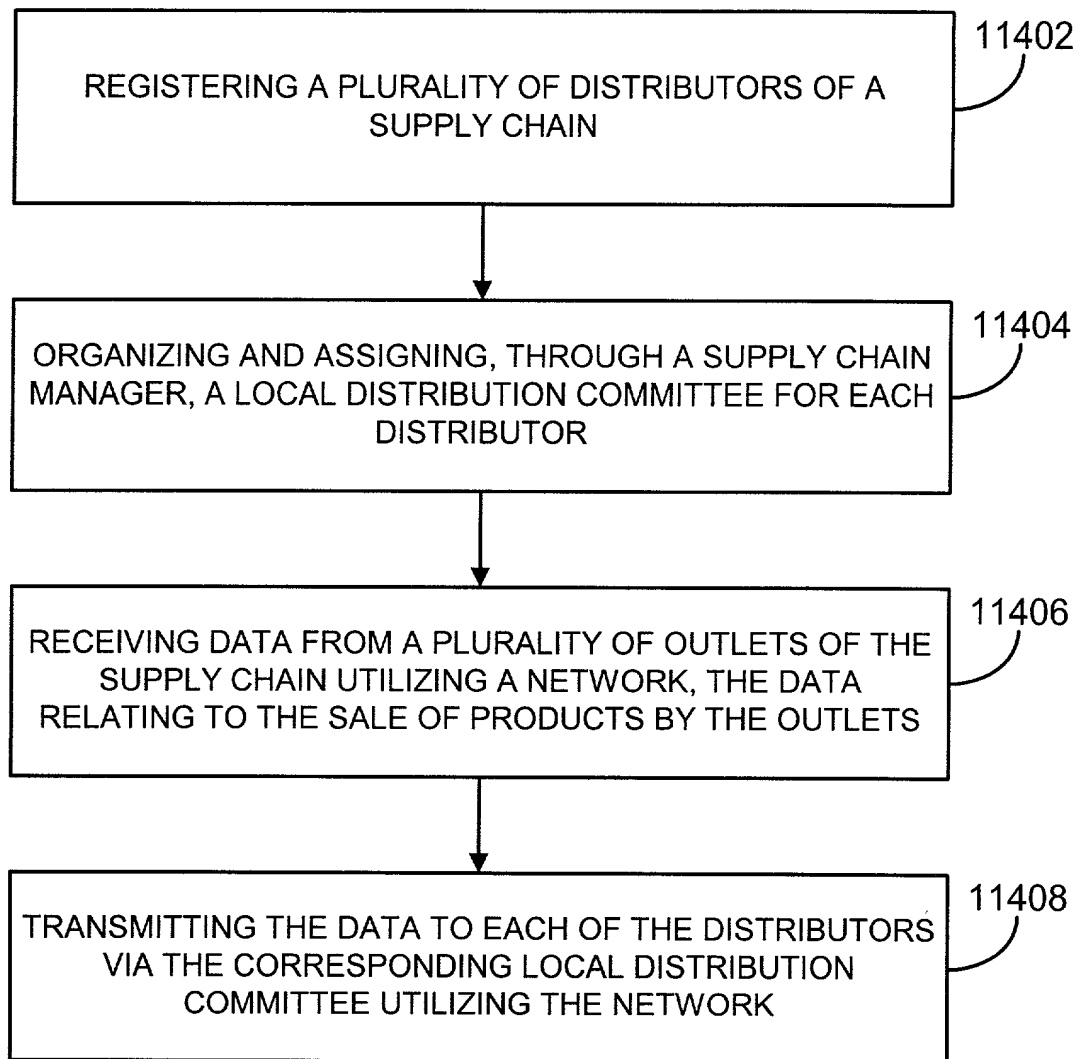 11402
REGISTERING A PLURALITY OF DISTRIBUTORS OF A
SUPPLY CHAIN
11404
ORGANIZING AND ASSIGNING, THROUGH A SUPPLY CHAIN
MANAGER, A LOCAL DISTRIBUTION COMMITTEE FOR EACH
DISTRIBUTOR
11406
RECEIVING DATA FROM A PLURALITY OF OUTLETS OF THE
SUPPLY CHAIN UTILIZING A NETWORK, THE DATA
RELATING TO THE SALE OF PRODUCTS BY THE OUTLETS
11408
TRANSMITTING THE DATA TO EACH OF THE DISTRIBUTORS
VIA THE CORRESPONDING LOCAL DISTRIBUTION
COMMITTEE UTILIZING THE NETWORK